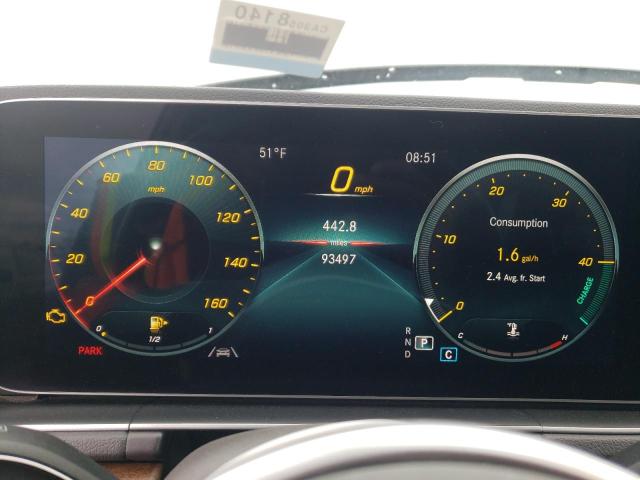 51°F
0 mph
08:51
442.8
miles
93497
0 20 40 60 80 100 120 140 160
mph
0 1/2 1
PARK
0 10 20 30 40
Consumption
1.6 gal/h
2.4 Avg. fr. Start
CHARGE
C H
R
N P
D C